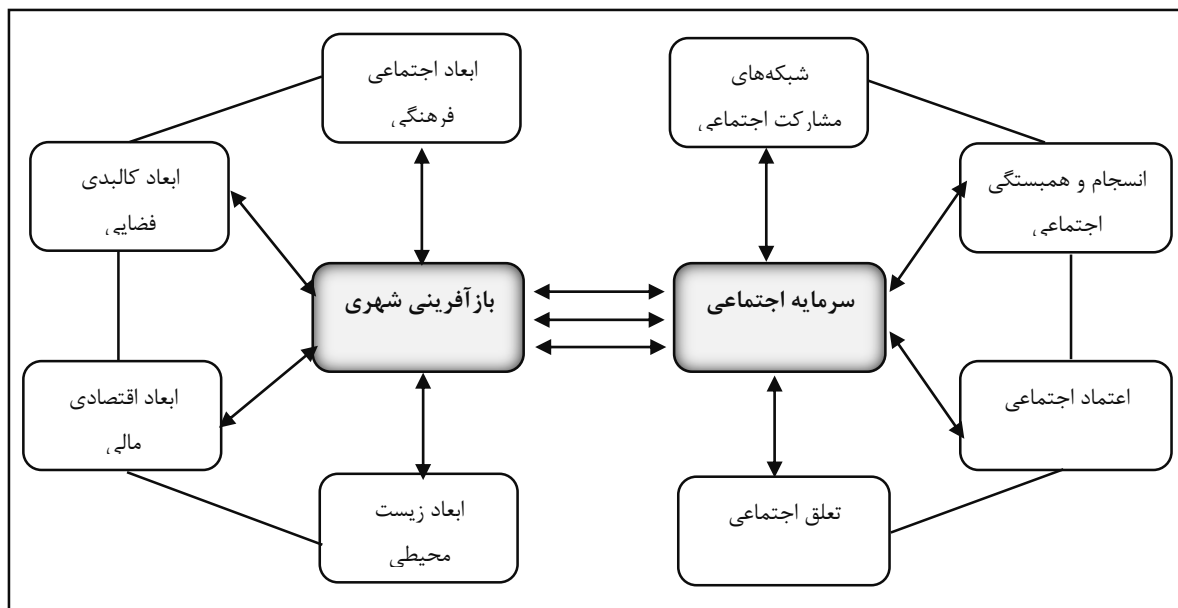 شبکه‌های
مشارکت اجتماعی
انسجام و همبستگی
اجتماعی
سرمایه اجتماعی
اعتماد اجتماعی
تعلق اجتماعی
ابعاد اجتماعی
فرهنگی
ابعاد کالبدی
فضایی
بازآفرینی شهری
ابعاد اقتصادی
مالی
ابعاد زیست
محیطی